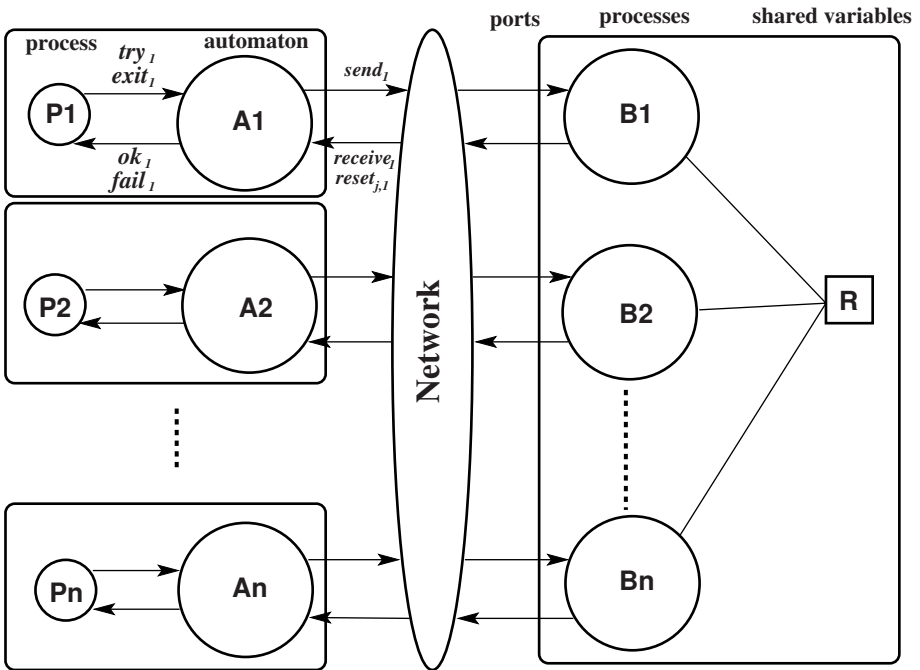 ports
processes
shared variables
process
automaton
try 1
exit 1
send 1
P1
A1
B1
ok 1
fail 1
receive 1
reset j,1
P2
A2
Network
B2
R
Pn
An
Bn